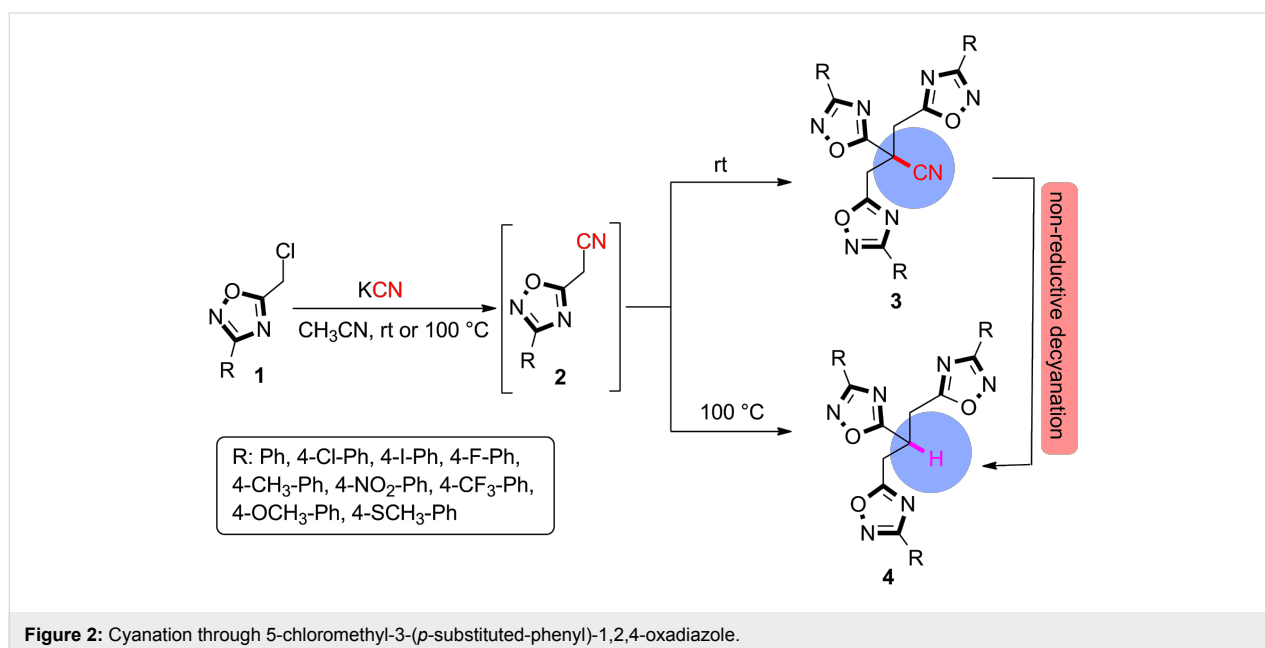 Cl
O
N
N
R
1
KCN
CH₃CN, rt or 100 °C
CN
O
N
N
R
2
rt
100 °C
R
N
N
O
R
N
N
O
CN
O
N
N
R
3
R
N
N
O
R
N
N
O
H
O
N
N
R
4
non-reductive decyanation
R: Ph, 4-Cl-Ph, 4-I-Ph, 4-F-Ph,
4-CH₃-Ph, 4-NO₂-Ph, 4-CF₃-Ph,
4-OCH₃-Ph, 4-SCH₃-Ph
Figure 2: Cyanation through 5-chloromethyl-3-(p-substituted-phenyl)-1,2,4-oxadiazole.